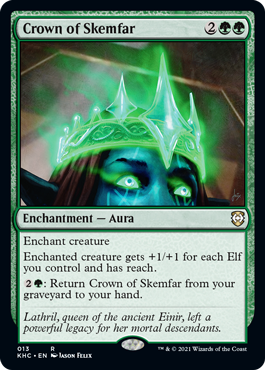 Crown of Skemfar 2
Enchantment — Aura
Enchant creature
Enchanted creature gets +1/+1 for each Elf
you control and has reach.
2 : Return Crown of Skemfar from your
graveyard to your hand.
Lathril, queen of the ancient Einir, left a
powerful legacy for her mortal descendants.
013 R
KHC • EN JASON FELIX
™ & © 2021 Wizards of the Coast